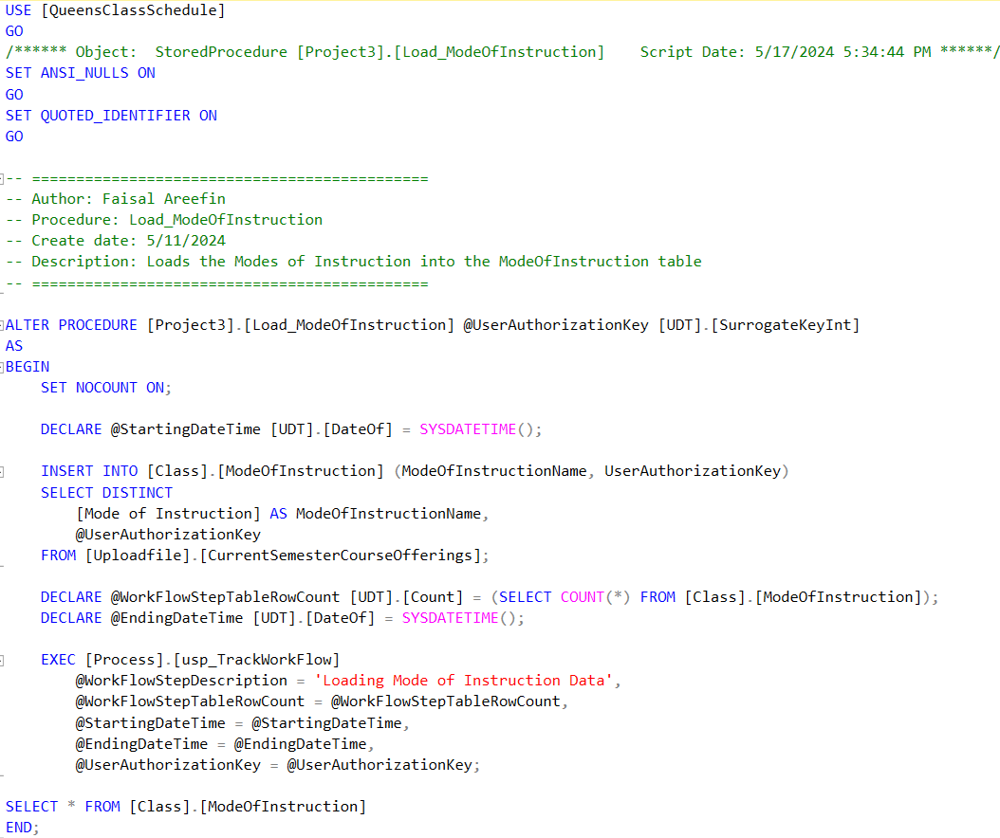 USE [QueensClassSchedule]
GO
/****** Object:  StoredProcedure [Project3].[Load_ModeOfInstruction]    Script Date: 5/17/2024 5:34:44 PM ******/
SET ANSI_NULLS ON
GO
SET QUOTED_IDENTIFIER ON
GO

-- =============================================
-- Author: Faisal Areefin
-- Procedure: Load_ModeOfInstruction
-- Create date: 5/11/2024
-- Description: Loads the Modes of Instruction into the ModeOfInstruction table
-- =============================================

ALTER PROCEDURE [Project3].[Load_ModeOfInstruction] @UserAuthorizationKey [UDT].[SurrogateKeyInt]
AS
BEGIN
    SET NOCOUNT ON;

    DECLARE @StartingDateTime [UDT].[DateOf] = SYSDATETIME();

    INSERT INTO [Class].[ModeOfInstruction] (ModeOfInstructionName, UserAuthorizationKey)
    SELECT DISTINCT
        [Mode of Instruction] AS ModeOfInstructionName,
        @UserAuthorizationKey
    FROM [Uploadfile].[CurrentSemesterCourseOfferings];

    DECLARE @WorkFlowStepTableRowCount [UDT].[Count] = (SELECT COUNT(*) FROM [Class].[ModeOfInstruction]);
    DECLARE @EndingDateTime [UDT].[DateOf] = SYSDATETIME();

    EXEC [Process].[usp_TrackWorkFlow]
        @WorkFlowStepDescription = 'Loading Mode of Instruction Data',
        @WorkFlowStepTableRowCount = @WorkFlowStepTableRowCount,
        @StartingDateTime = @StartingDateTime,
        @EndingDateTime = @EndingDateTime,
        @UserAuthorizationKey = @UserAuthorizationKey;

SELECT * FROM [Class].[ModeOfInstruction]
END;